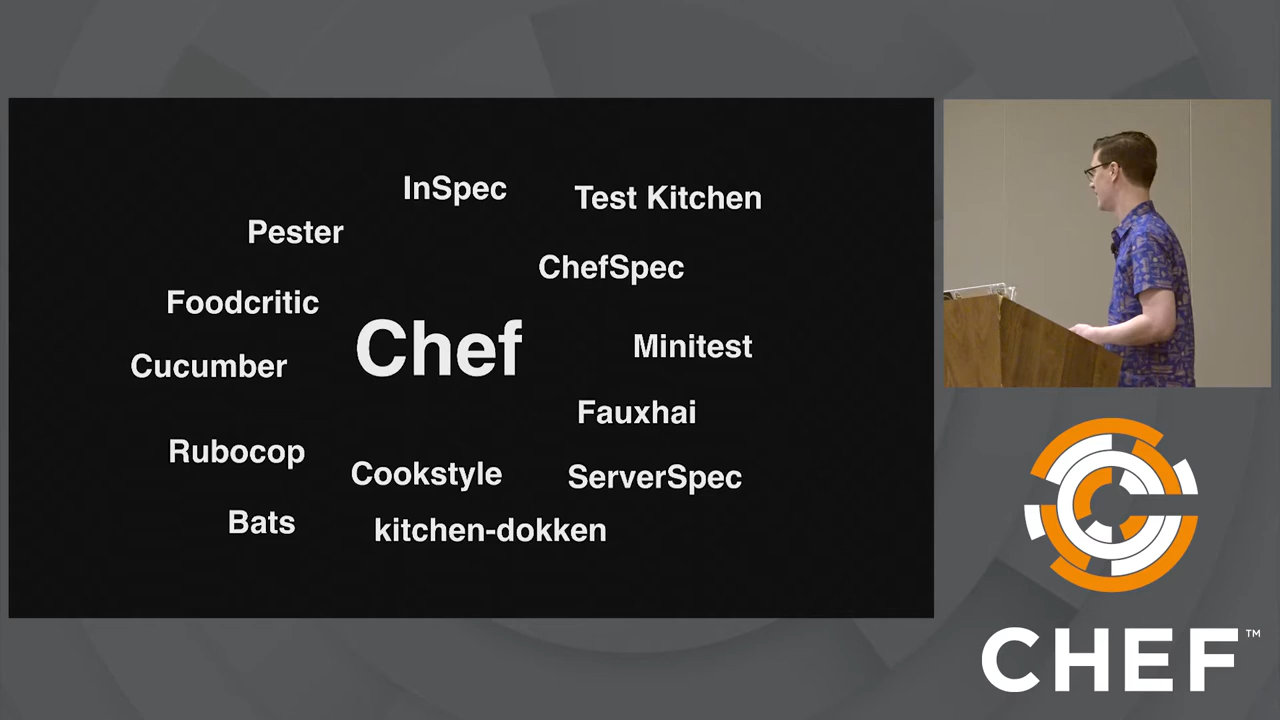 InSpec
Test Kitchen
Pester
ChefSpec
Foodcritic
Chef
Minitest
Cucumber
Fauxhai
Rubocop
Cookstyle
ServerSpec
Bats
kitchen-dokken
CHEF™